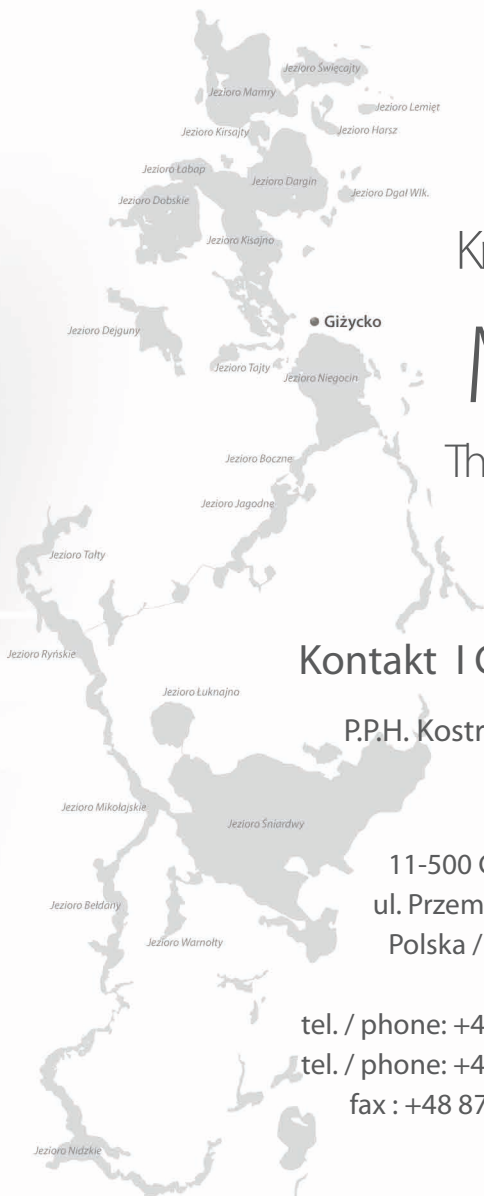 Jezioro Święcajty
Jezioro Mamry
Jezioro Lemięt
Jezioro Kirsajty
Jezioro Harsz
Jezioro Łabap
Jezioro Dargin
Jezioro Dobskie
Jezioro Dgał Wlk.
Jezioro Kisajno
Giżycko
Jezioro Dejguny
Jezioro Tajty
Jezioro Niegocin
Jezioro Boczne
Jezioro Jagodne
Jezioro Tałty
Jezioro Ryńskie
Kontakt I
Jezioro Łuknajno
P.P.H. Kostr
Jezioro Mikołajskie
Jezioro Śniardwy
11-500
Jezioro Bełdany
ul. Przem
Jezioro Warnołty
Polska /
tel. / phone: +4
tel. / phone: +4
fax : +48 87
Jezioro Nidzkie